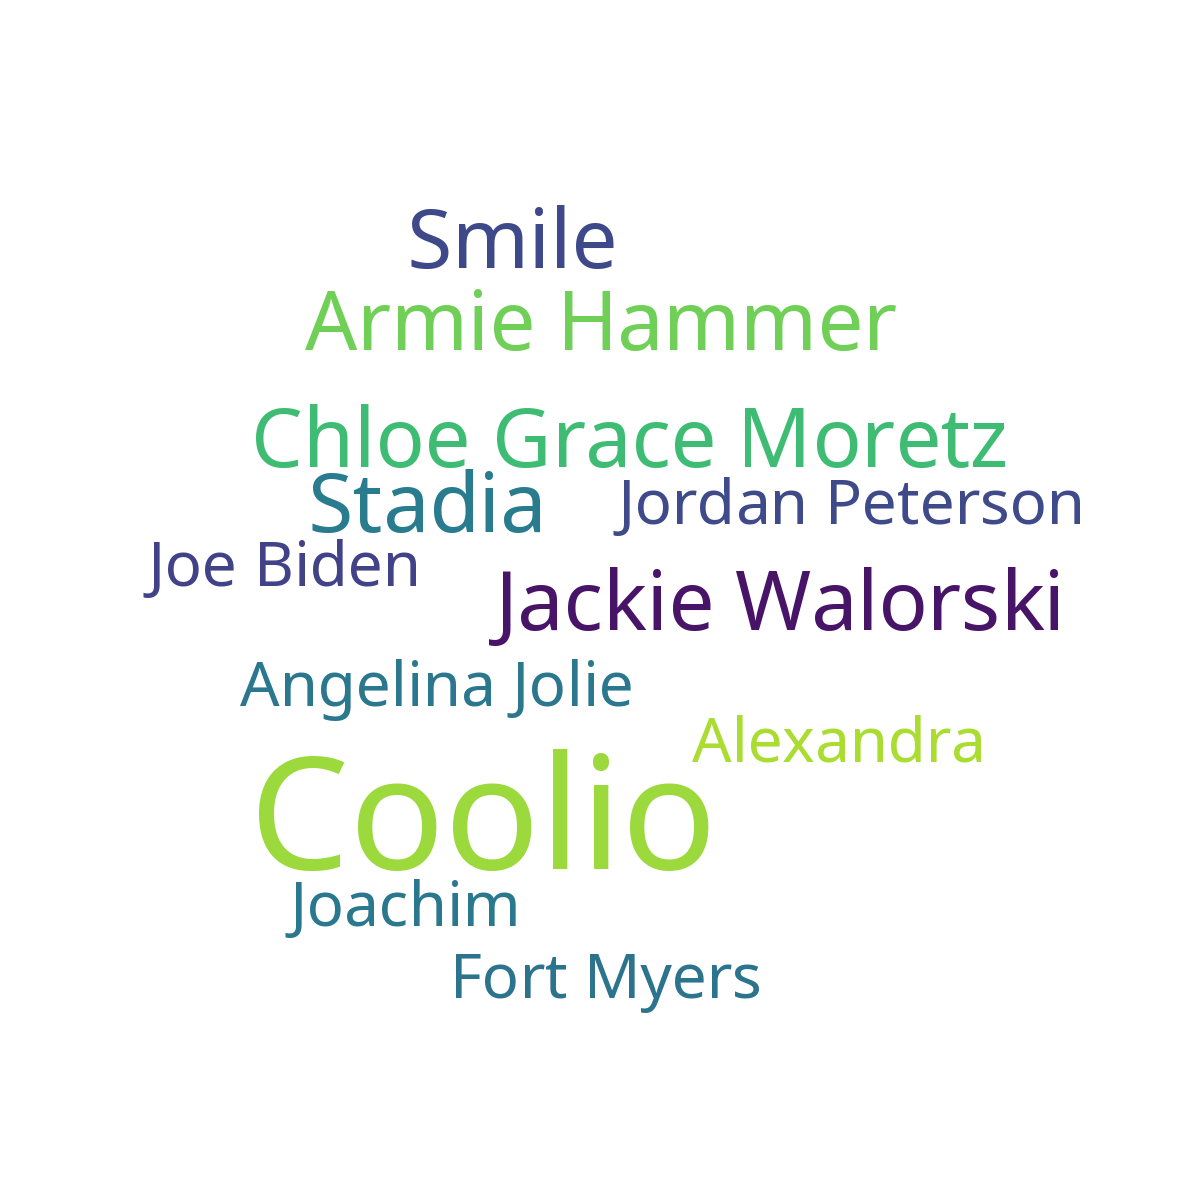 Smile
Armie Hammer
Chloe Grace Moretz
Stadia
Jordan Peterson
Joe Biden
Jackie Walorski
Angelina Jolie
Alexandra
Coolio
Joachim
Fort Myers